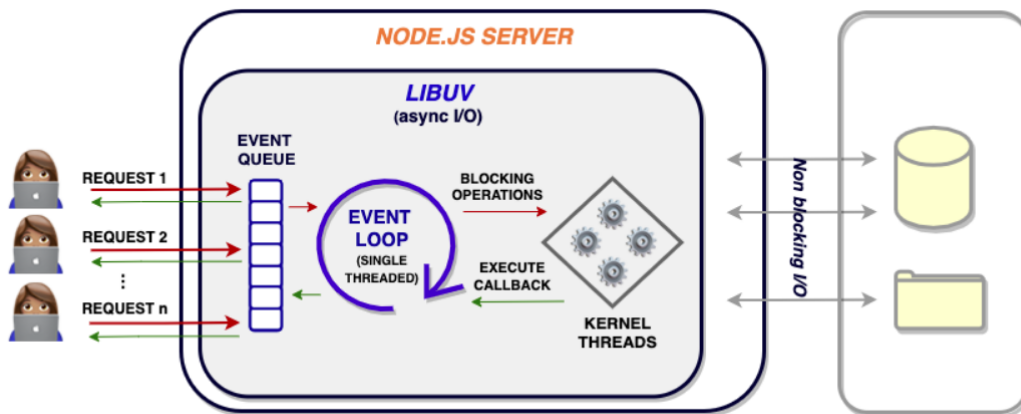 NODE.JS SERVER
LIBUV
(async I/O)
EVENT
QUEUE
REQUEST 1
REQUEST 2
...
REQUEST n
EVENT
LOOP
(SINGLE
THREADED)
BLOCKING
OPERATIONS
EXECUTE
CALLBACK
KERNEL
THREADS
Non blocking I/O